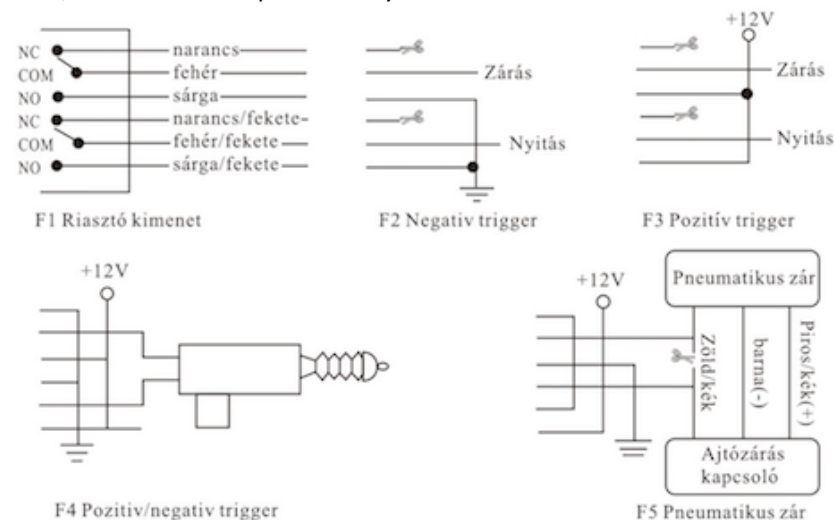 NC
narancs
COM
fehér
NO
sárga
NC
narancs/fekete
COM
fehér/fekete
NO
sárga/fekete
F1 Riasztó kimenet
Zárás
Nyitás
F2 Negativ trigger
+12V
Zárás
Nyitás
F3 Pozitív trigger
+12V
F4 Pozitiv/negativ trigger
+12V
Pneumatikus zár
Zöld/kék
barna(-)
Piros/kék(+)
Ajtózárás
kapcsoló
F5 Pneumatikus zár